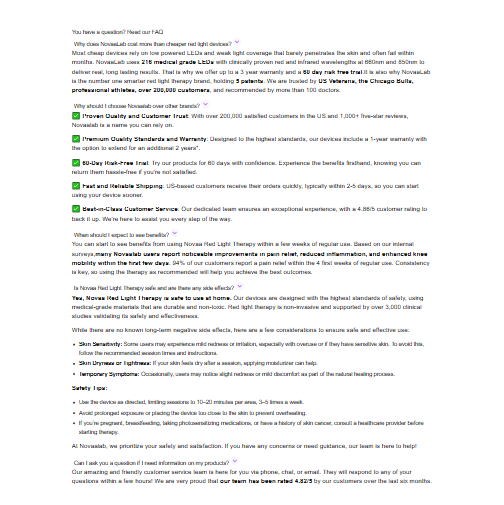 You have a question? Read our FAQ
Why does NovaaLab cost more than cheaper red light devices?
Most cheap devices rely on low powered LEDs and weak light coverage that barely penetrates the skin and often fail within
months. NovaaLab uses 216 medical grade LEDs with clinically proven red and infrared wavelengths at 660nm and 850nm to
deliver real, long lasting results. That is why we offer up to a 3 year warranty and a 60 day risk free trial.It is also why NovaaLab
is the number one smarter red light therapy brand, holding 5 patents. We are trusted by US Veterans, the Chicago Bulls,
professional athletes, over 200,000 customers, and recommended by more than 100 doctors.
Why should I choose Novaalab over other brands?
✅ Proven Quality and Customer Trust: With over 200,000 satisfied customers in the US and 1,000+ five-star reviews,
Novaalab is a name you can rely on.
✅ Premium Quality Standards and Warranty: Designed to the highest standards, our devices include a 1-year warranty with
the option to extend for an additional 2 years*.
✅ 60-Day Risk-Free Trial: Try our products for 60 days with confidence. Experience the benefits firsthand, knowing you can
return them hassle-free if you're not satisfied.
✅ Fast and Reliable Shipping: US-based customers receive their orders quickly, typically within 2-5 days, so you can start
using your device sooner.
✅ Best-in-Class Customer Service: Our dedicated team ensures an exceptional experience, with a 4.86/5 customer rating to
back it up. We're here to assist you every step of the way.
When should I expect to see benefits?
You can start to see benefits from using Novaa Red Light Therapy within a few weeks of regular use. Based on our internal
surveys,many Novaalab users report noticeable improvements in pain relief, reduced inflammation, and enhanced knee
mobility within the first few days. 94% of our customers report a pain relief within the 4 first weeks of regular use. Consistency
is key, so using the therapy as recommended will help you achieve the best outcomes.
Is Novaa Red Light Therapy safe and are there any side effects?
Yes, Novaa Red Light Therapy is safe to use at home. Our devices are designed with the highest standards of safety, using
medical-grade materials that are durable and non-toxic. Red light therapy is non-invasive and supported by over 3,000 clinical
studies validating its safety and effectiveness.
While there are no known long-term negative side effects, here are a few considerations to ensure safe and effective use:
• Skin Sensitivity: Some users may experience mild redness or irritation, especially with overuse or if they have sensitive skin. To avoid this,
follow the recommended session times and instructions.
• Skin Dryness or Tightness: If your skin feels dry after a session, applying moisturizer can help.
• Temporary Symptoms: Occasionally, users may notice slight redness or mild discomfort as part of the natural healing process.
Safety Tips:
• Use the device as directed, limiting sessions to 10–20 minutes per area, 3–5 times a week.
• Avoid prolonged exposure or placing the device too close to the skin to prevent overheating.
• If you're pregnant, breastfeeding, taking photosensitizing medications, or have a history of skin cancer, consult a healthcare provider before
starting therapy.
At Novaalab, we prioritize your safety and satisfaction. If you have any concerns or need guidance, our team is here to help!
Can I ask you a question if I need information on my products?
Our amazing and friendly customer service team is here for you via phone, chat, or email. They will respond to any of your
questions within a few hours! We are very proud that our team has been rated 4.82/5 by our customers over the last six months.